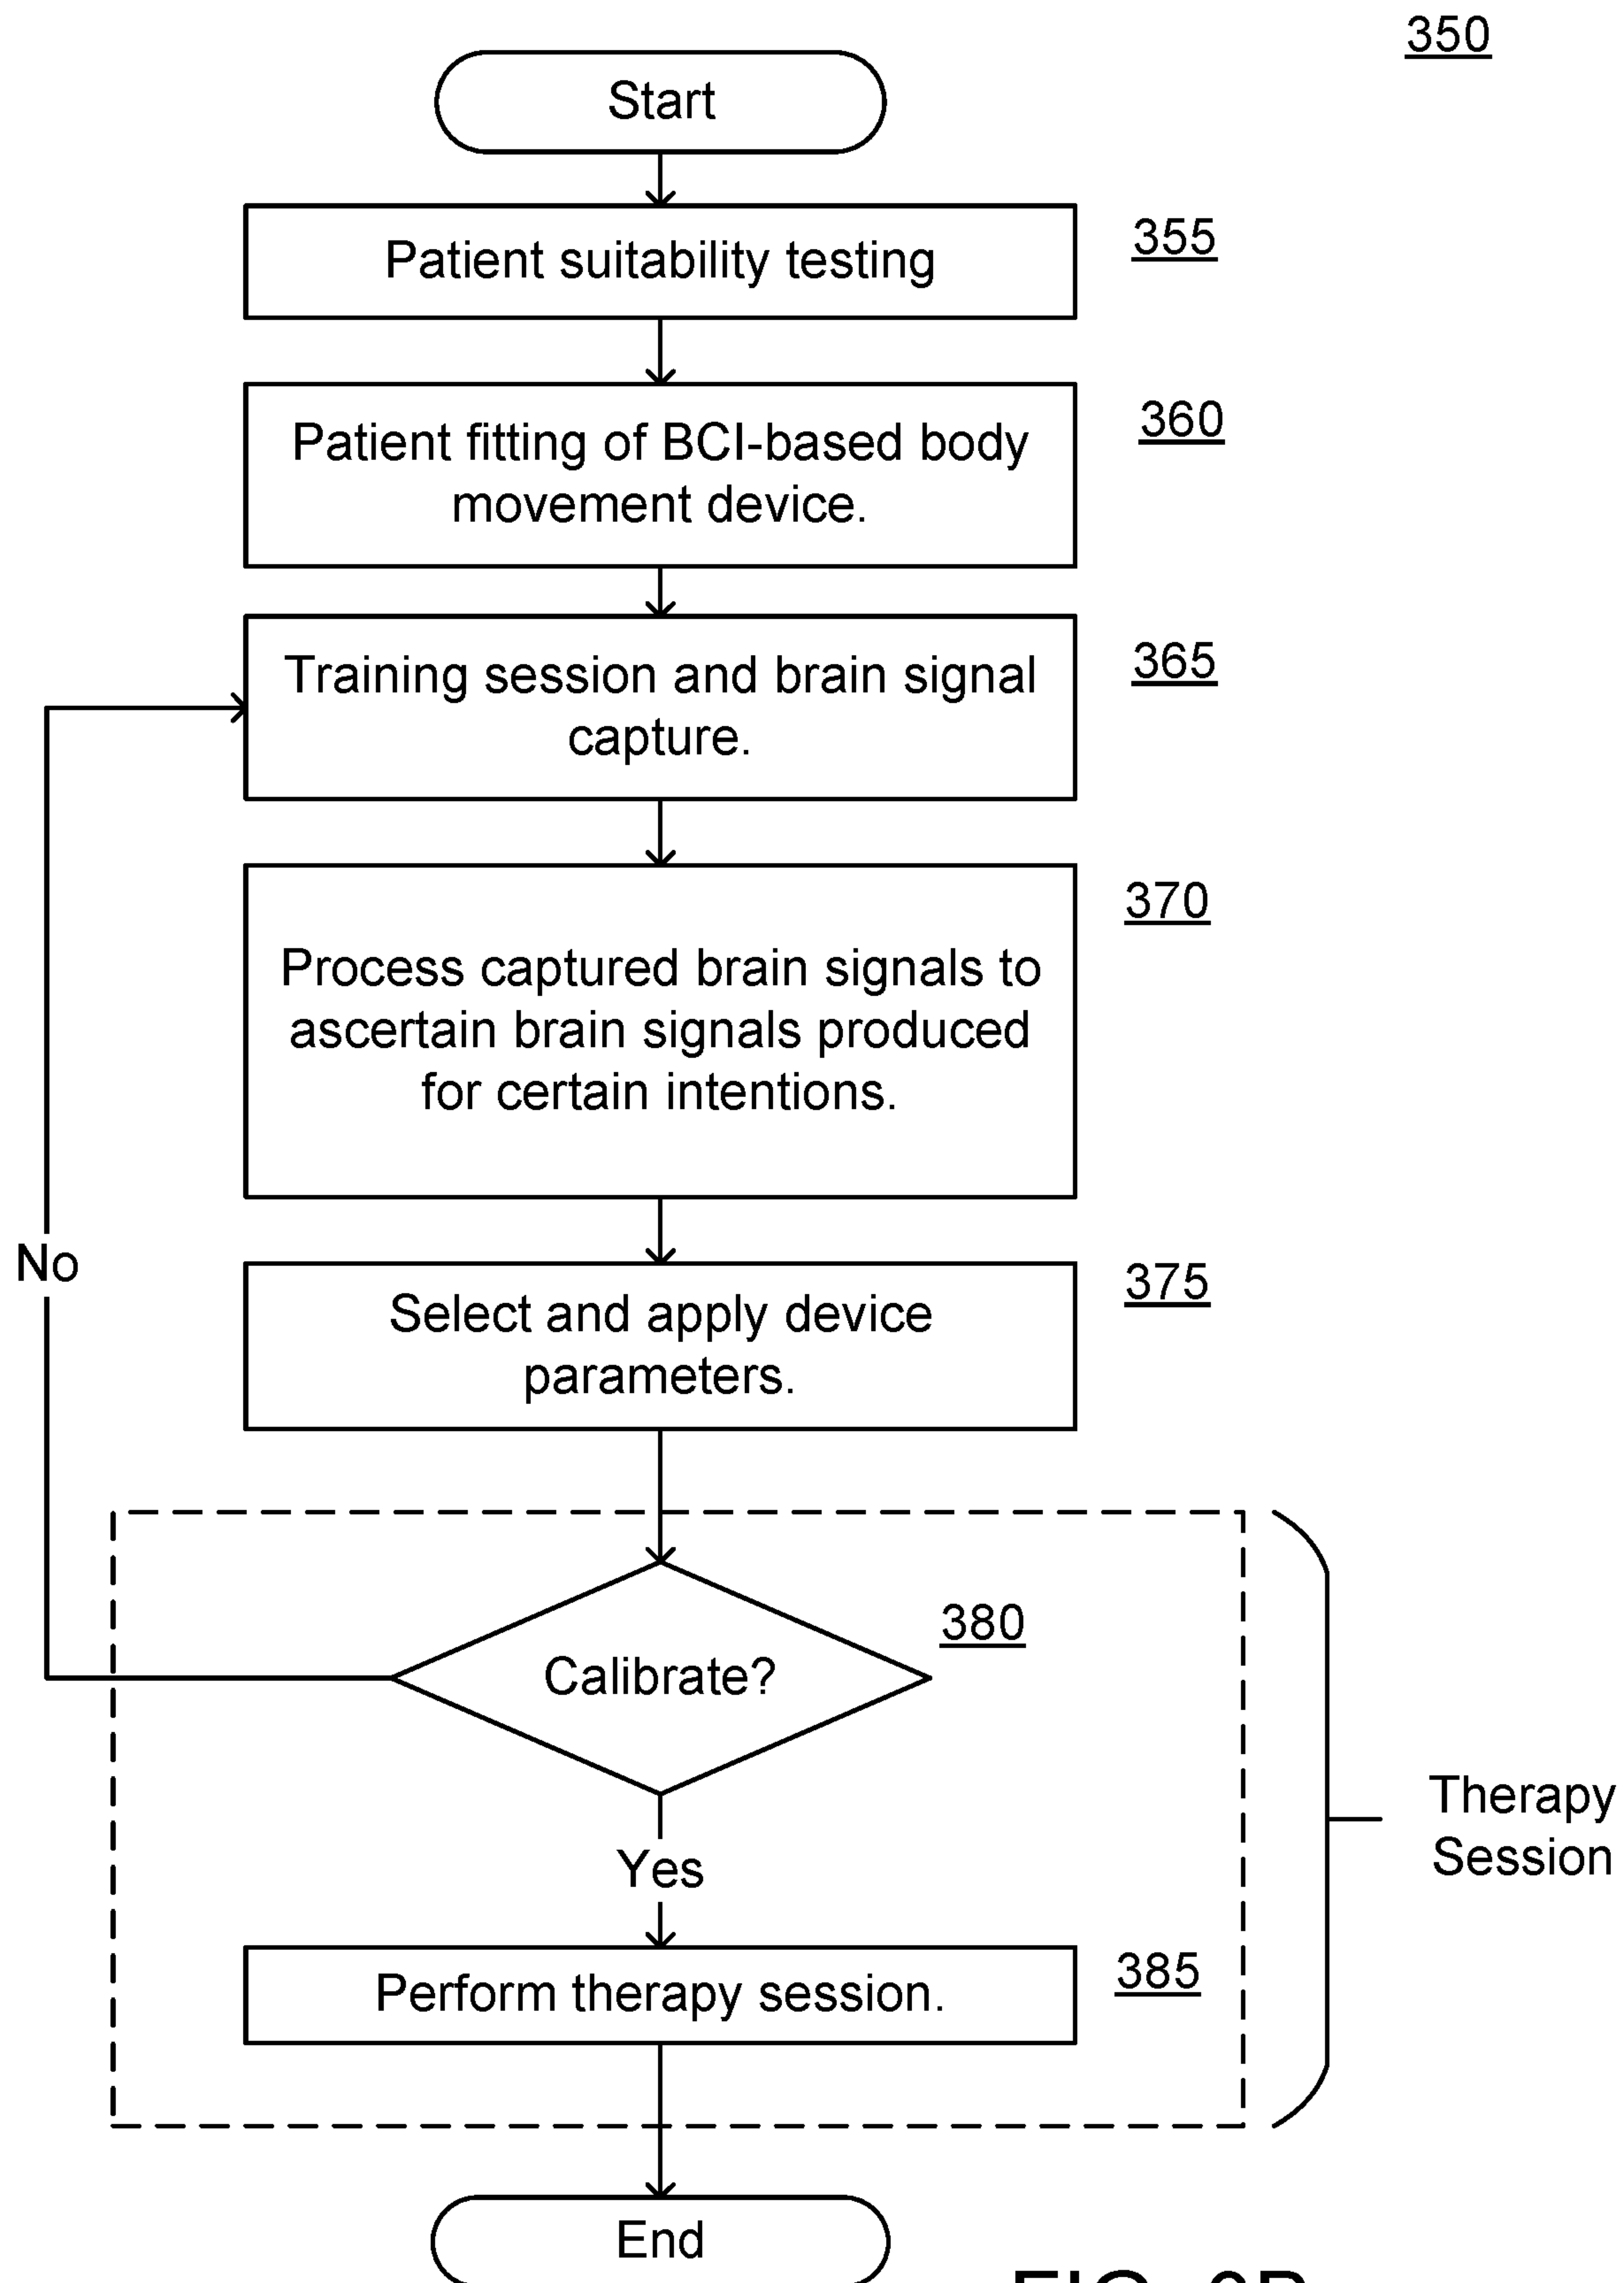 350
Start
Patient suitability testing
355
Patient fitting of BCI-based body
movement device.
360
Training session and brain signal
capture.
365
Process captured brain signals to
ascertain brain signals produced
for certain intentions.
370
No
Select and apply device
parameters.
375
Calibrate?
380
Therapy
Session
Yes
Perform therapy session.
385
End
FIG.